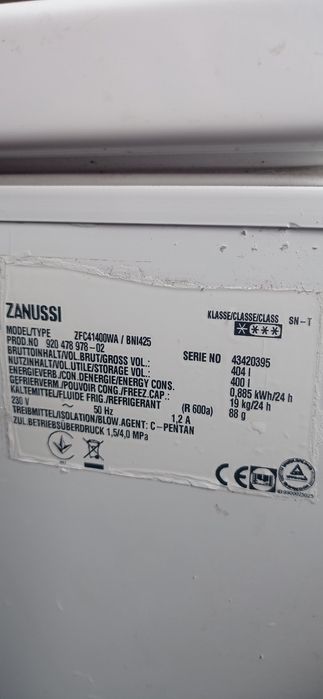 ZANUSSI
KLASSE/CLASSE/CLASS SN-T
MODEL/TYPE ZFC41400WA / BNI425
PROD.NO 920 478 978-02 SERIE NO 43420395
BRUTTOINHALT/VOL.BRUT/GROSS VOL.: 404 l
NUTZINHALT/VOL.UTILE/STORAGE VOL.: 400 l
ENERGIEVERB./CON.DENERGIE/ENERGY CONS. 0,885 kWh/24 h
GEFRIERVERM./POUVOIR CONG./FREEZ.CAP.: 19 kg/24 h
KÄLTEMITTEL/FLUIDE FRIG./REFRIGERANT (R 600a) 88 g
230 V 50 Hz 1,2 A
TREIBMITTEL/ISOLATION/BLOW.AGENT: C-PENTAN
ZUL.BETRIEBSÜBERDRUCK 1,5/4,0 MPa
CE